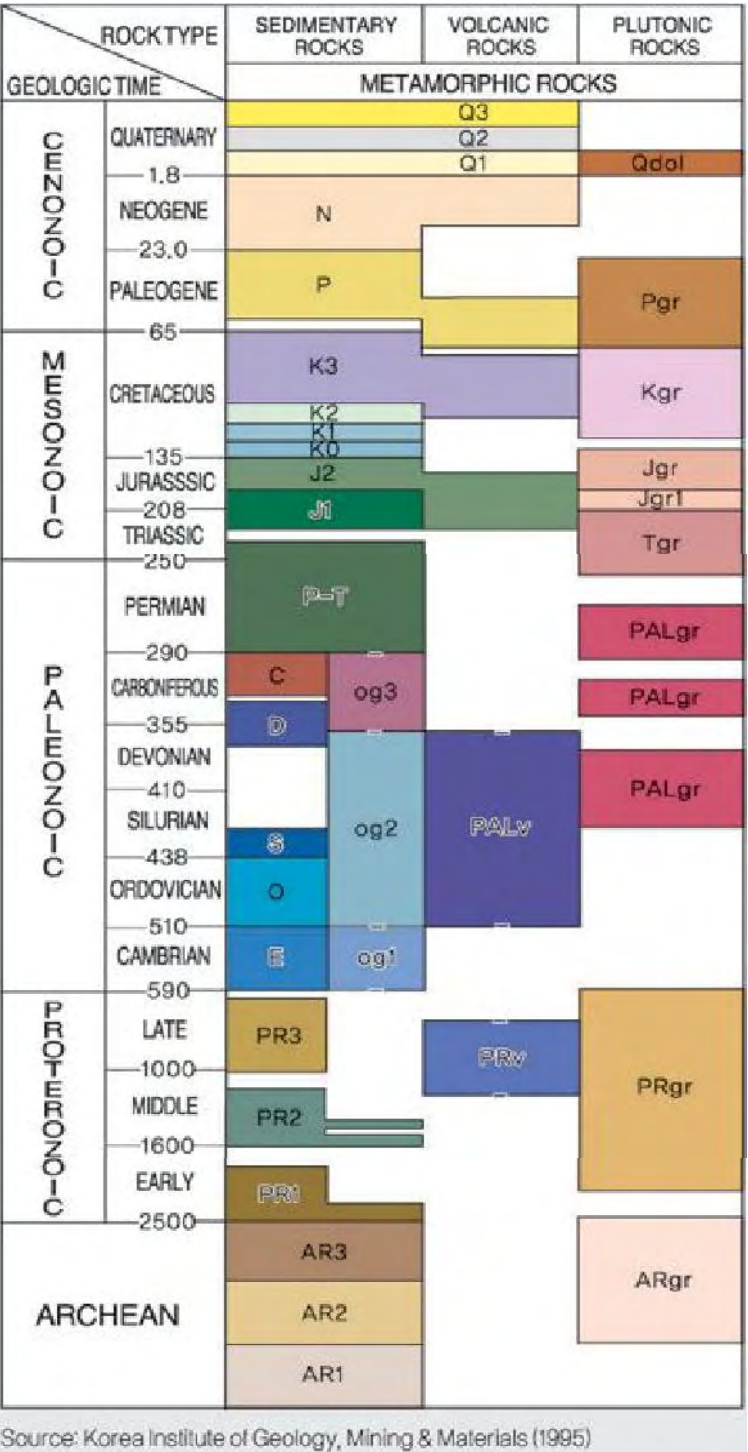 ROCKTYPE
SEDIMENTARY
ROCKS
VOLCANIC
ROCKS
PLUTONIC
ROCKS
GEOLOGIC TIME
METAMORPHIC ROCKS
CENOZOIC
QUATERNARY
Q3
Q2
Q1
Qdol
1.8
NEOGENE
N
23.0
PALEOGENE
P
Pgr
65
MESOZOIC
CRETACEOUS
K3
Kgr
K2
K1
K0
135
JURASSSIC
J2
Jgr
Jgr1
208
J1
TRIASSIC
Tgr
250
PALEOZOIC
PERMIAN
P-T
PALgr
290
CARBONIFEROUS
C
og3
PALgr
355
D
DEVONIAN
PALgr
410
SILURIAN
og2
PALv
S
438
ORDOVICIAN
O
510
CAMBRIAN
E
og1
590
PROTEROZOIC
LATE
PR3
PRv
1000
PRgr
MIDDLE
PR2
1600
EARLY
PR1
2500
ARCHEAN
AR3
ARgr
AR2
AR1
Source: Korea Institute of Geology, Mining & Materials (1995)